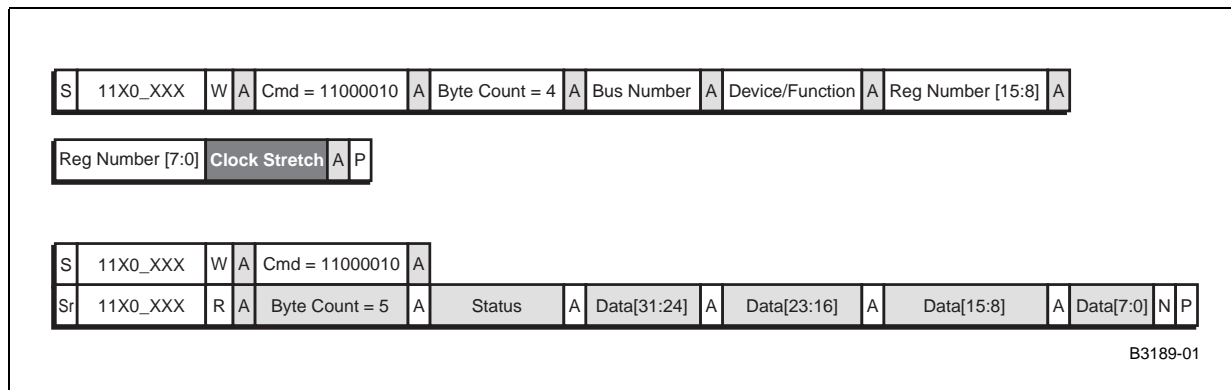 S 11X0_XXX W A Cmd = 11000010 A Byte Count = 4 A Bus Number A Device/Function A Reg Number [15:8] A
Reg Number [7:0] Clock Stretch A P
S 11X0_XXX W A Cmd = 11000010 A
Sr 11X0_XXX R A Byte Count = 5 A Status A Data[31:24] A Data[23:16] A Data[15:8] A Data[7:0] N P
B3189-01